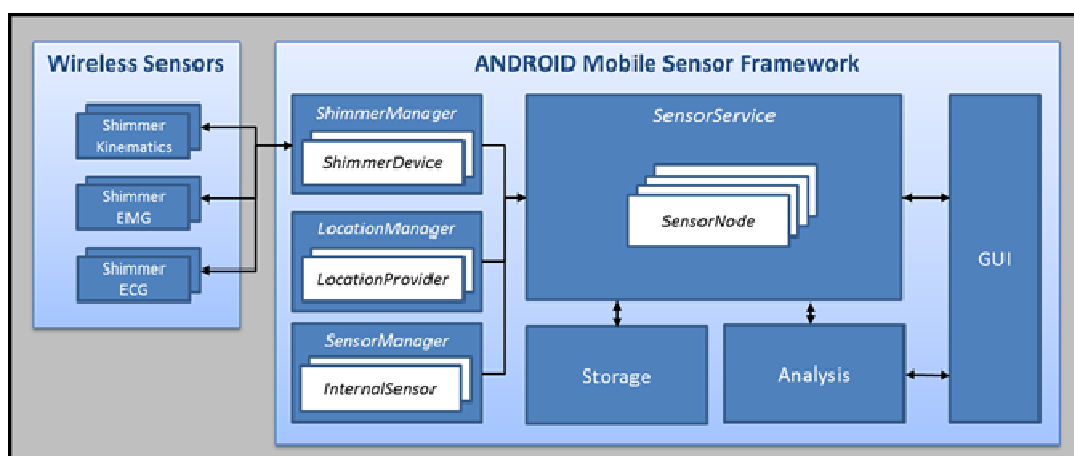 Wireless Sensors
Shimmer
Kinematics
Shimmer
EMG
Shimmer
ECG
ANDROID Mobile Sensor Framework
ShimmerManager
ShimmerDevice
LocationManager
LocationProvider
SensorManager
InternalSensor
SensorService
SensorNode
Storage
Analysis
GUI